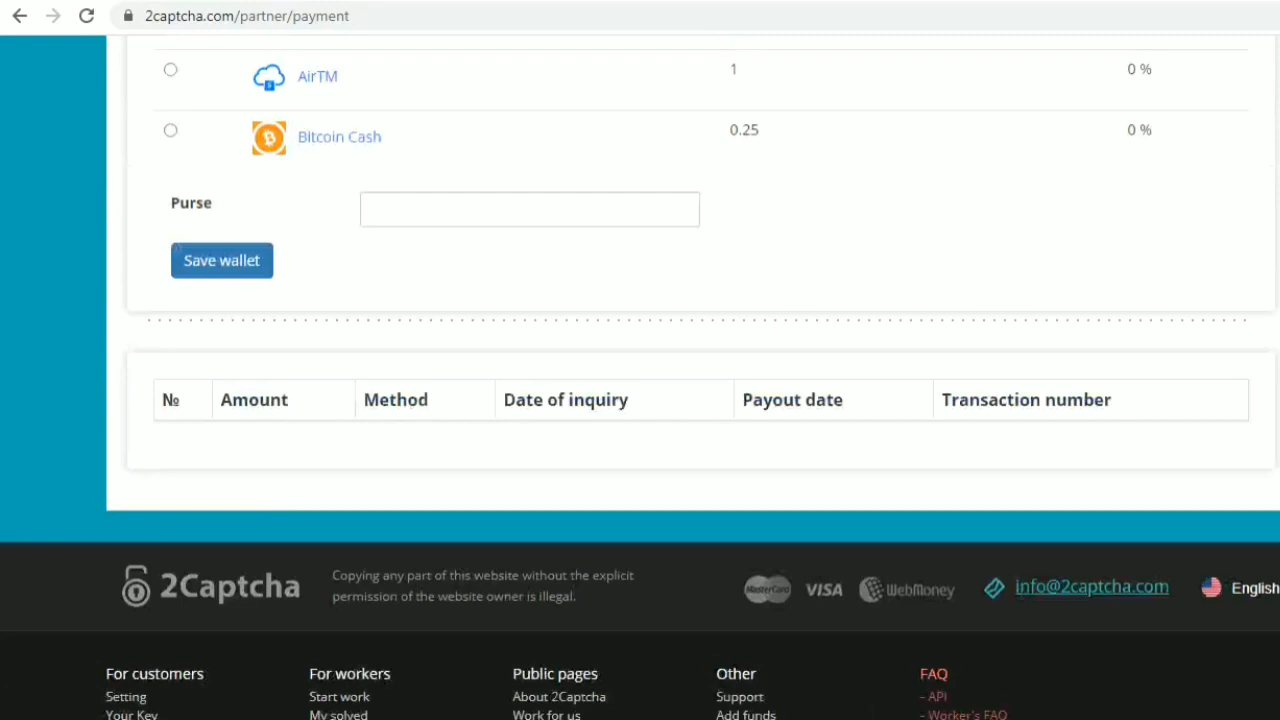 2captcha.com/partner/payment
AirTM 1 0 %
Bitcoin Cash 0.25 0 %
Purse
Save wallet
№ Amount Method Date of inquiry Payout date Transaction number
2Captcha
Copying any part of this website without the explicit
permission of the website owner is illegal.
MasterCard VISA WebMoney info@2captcha.com English
For customers For workers Public pages Other FAQ
Setting Start work About 2Captcha Support - API
Your Key My solved Work for us Add funds - Worker's FAQ